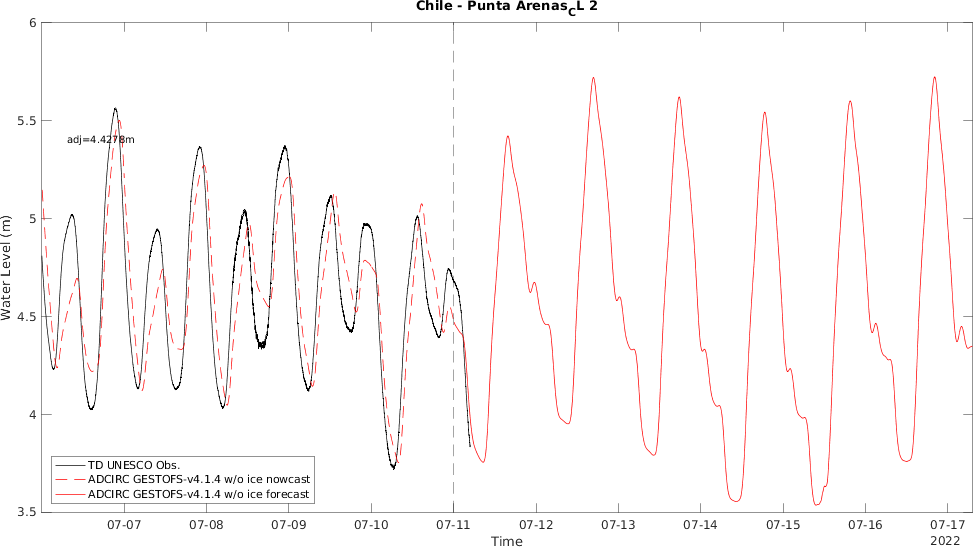 Chile - Punta Arenas_CL 2
Water Level (m)
6
5.5
5
4.5
4
3.5
adj=4.4278m
TD UNESCO Obs.
ADCIRC GESTOFS-v4.1.4 w/o ice nowcast
ADCIRC GESTOFS-v4.1.4 w/o ice forecast
07-07 07-08 07-09 07-10 07-11 07-12 07-13 07-14 07-15 07-16 07-17
Time
2022